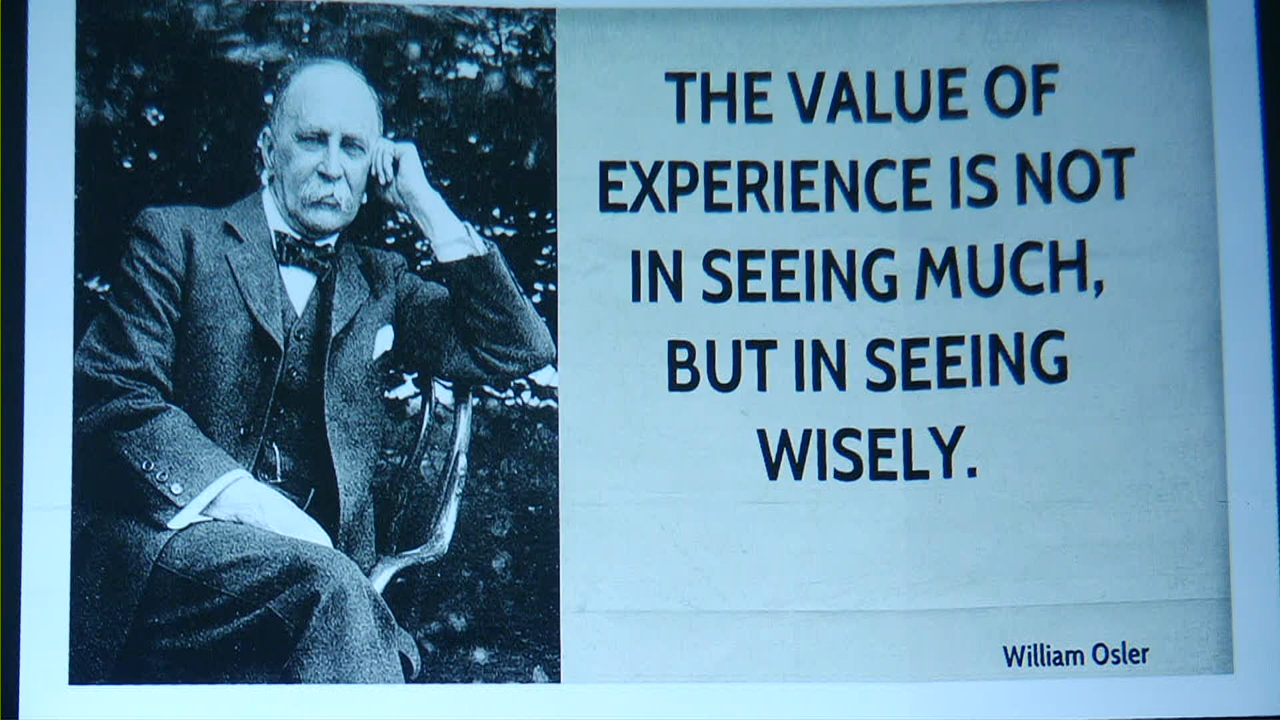 THE VALUE OF
EXPERIENCE IS NOT
IN SEEING MUCH,
BUT IN SEEING
WISELY.
William Osler